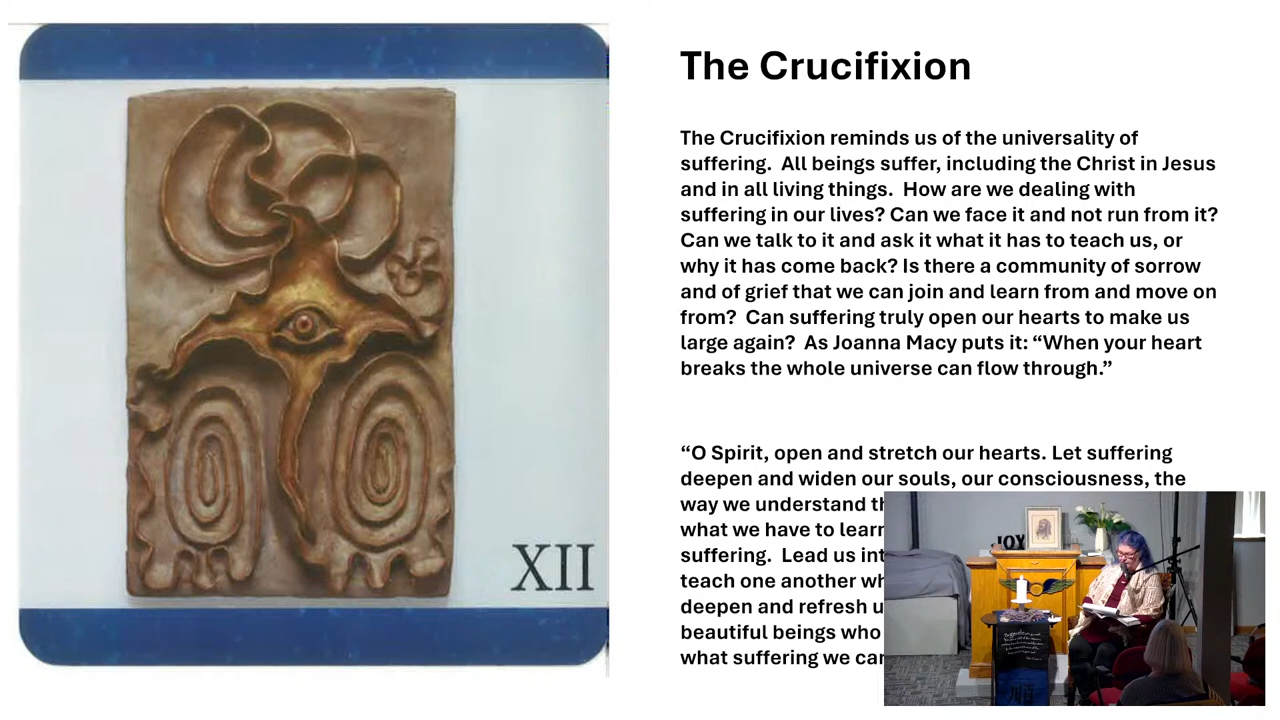 The Crucifixion
The Crucifixion reminds us of the universality of
suffering.  All beings suffer, including the Christ in Jesus
and in all living things.  How are we dealing with
suffering in our lives? Can we face it and not run from it?
Can we talk to it and ask it what it has to teach us, or
why it has come back? Is there a community of sorrow
and of grief that we can join and learn from and move on
from?  Can suffering truly open our hearts to make us
large again?  As Joanna Macy puts it: “When your heart
breaks the whole universe can flow through.”
“O Spirit, open and stretch our hearts. Let suffering
deepen and widen our souls, our consciousness, the
way we understand
what we have to learn
suffering.  Lead us
teach one another
deepen and refresh
beautiful beings who
what suffering we
XII
JOY